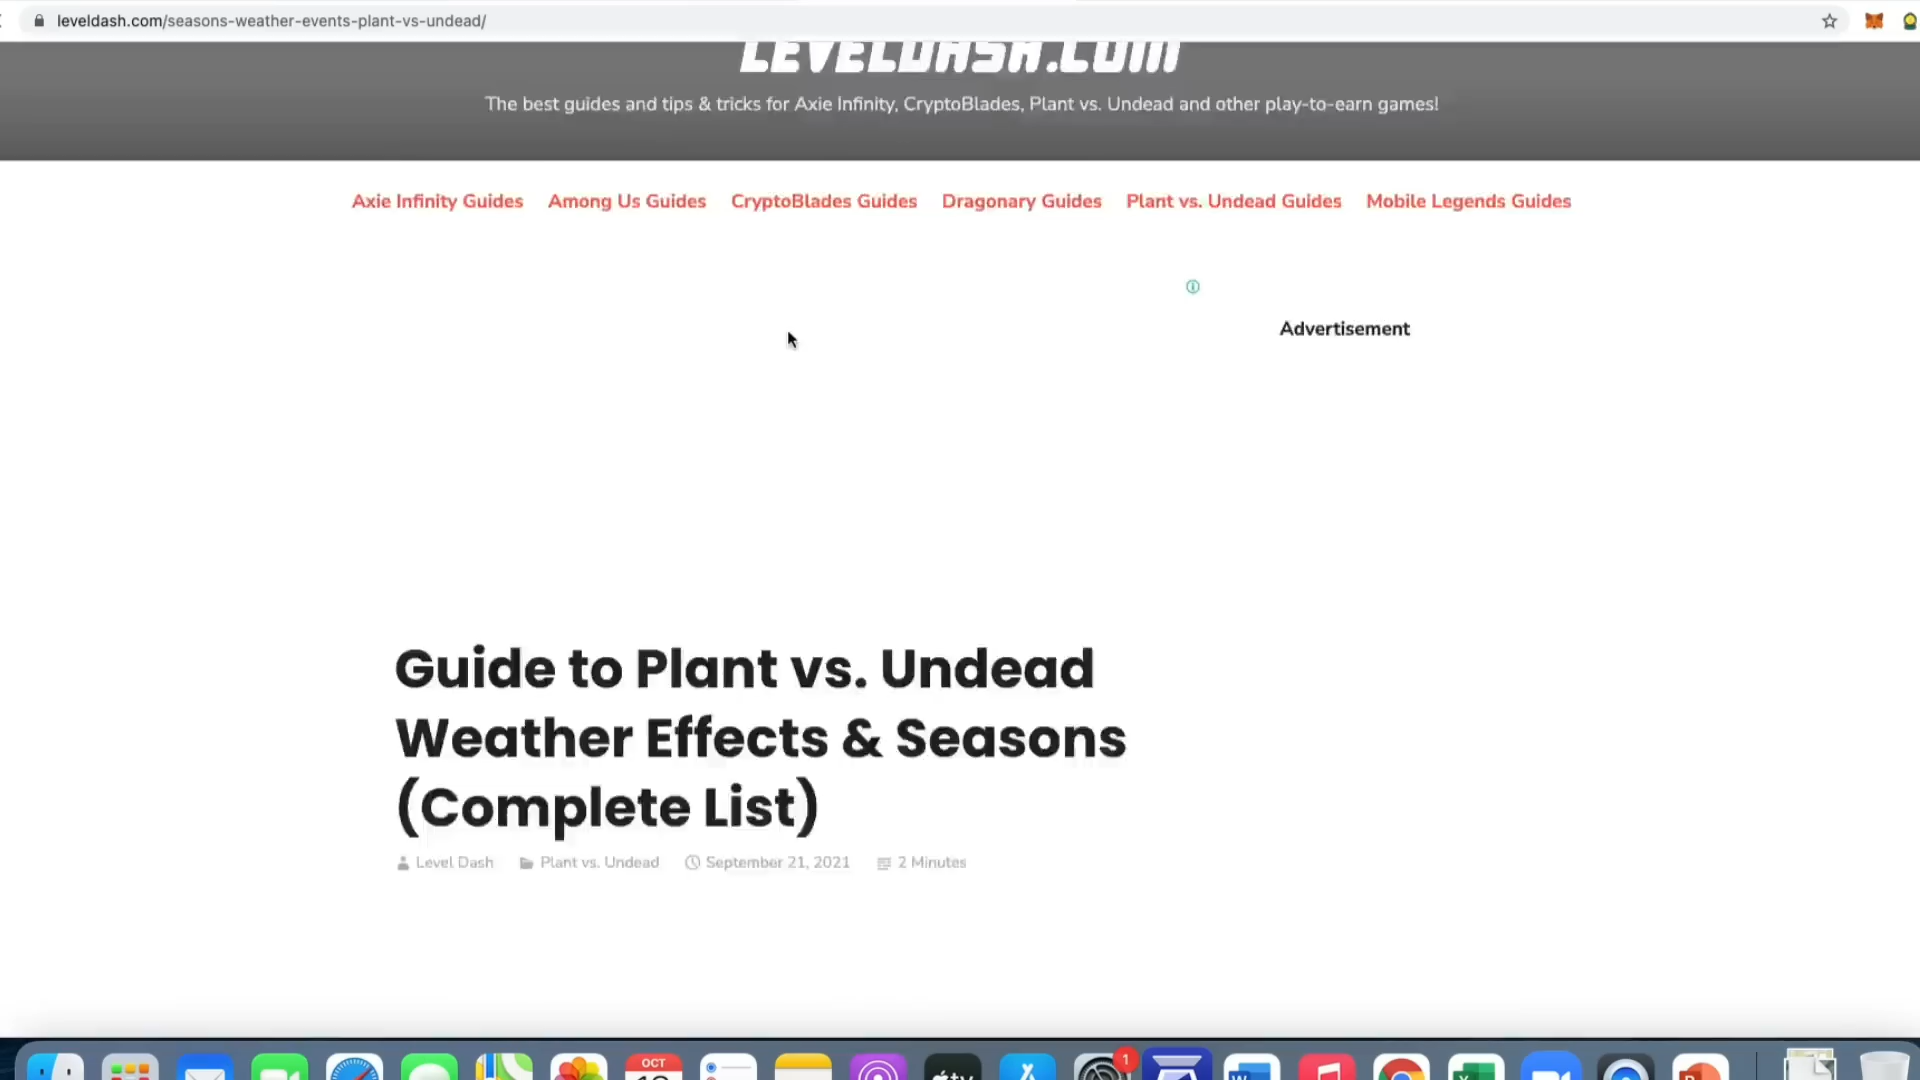 leveldash.com/seasons-weather-events-plant-vs-undead/
LEVELDASH.COM
The best guides and tips & tricks for Axie Infinity, CryptoBlades, Plant vs. Undead and other play-to-earn games!
Axie Infinity Guides Among Us Guides CryptoBlades Guides Dragonary Guides Plant vs. Undead Guides Mobile Legends Guides
Advertisement
Guide to Plant vs. Undead
Weather Effects & Seasons
(Complete List)
Level Dash Plant vs. Undead September 21, 2021 2 Minutes
OCT
1
tv
W